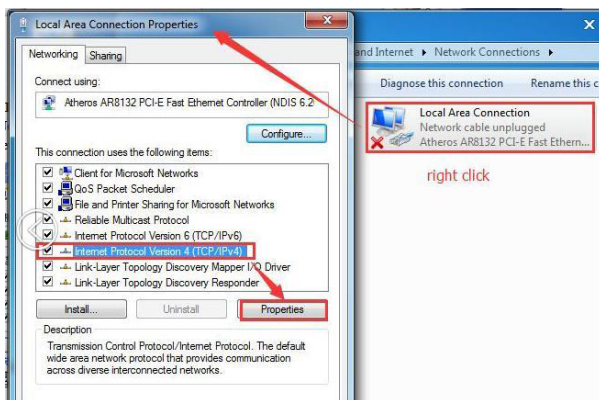 Local Area Connection Properties
Networking
Sharing
Connect using:
Atheros AR8132 PCI-E Fast Ethernet Controller (NDIS 6.2
Configure...
This connection uses the following items:
Client for Microsoft Networks
QoS Packet Scheduler
File and Printer Sharing for Microsoft Networks
Reliable Multicast Protocol
Internet Protocol Version 6 (TCP/IPv6)
Internet Protocol Version 4 (TCP/IPv4)
Link-Layer Topology Discovery Mapper I/O Driver
Link-Layer Topology Discovery Responder
Install...
Uninstall
Properties
Description
Transmission Control Protocol/Internet Protocol. The default
wide area network protocol that provides communication
across diverse interconnected networks.
and Internet
Network Connections
Diagnose this connection
Rename this c
Local Area Connection
Network cable unplugged
Atheros AR8132 PCI-E Fast Ethern...
right click